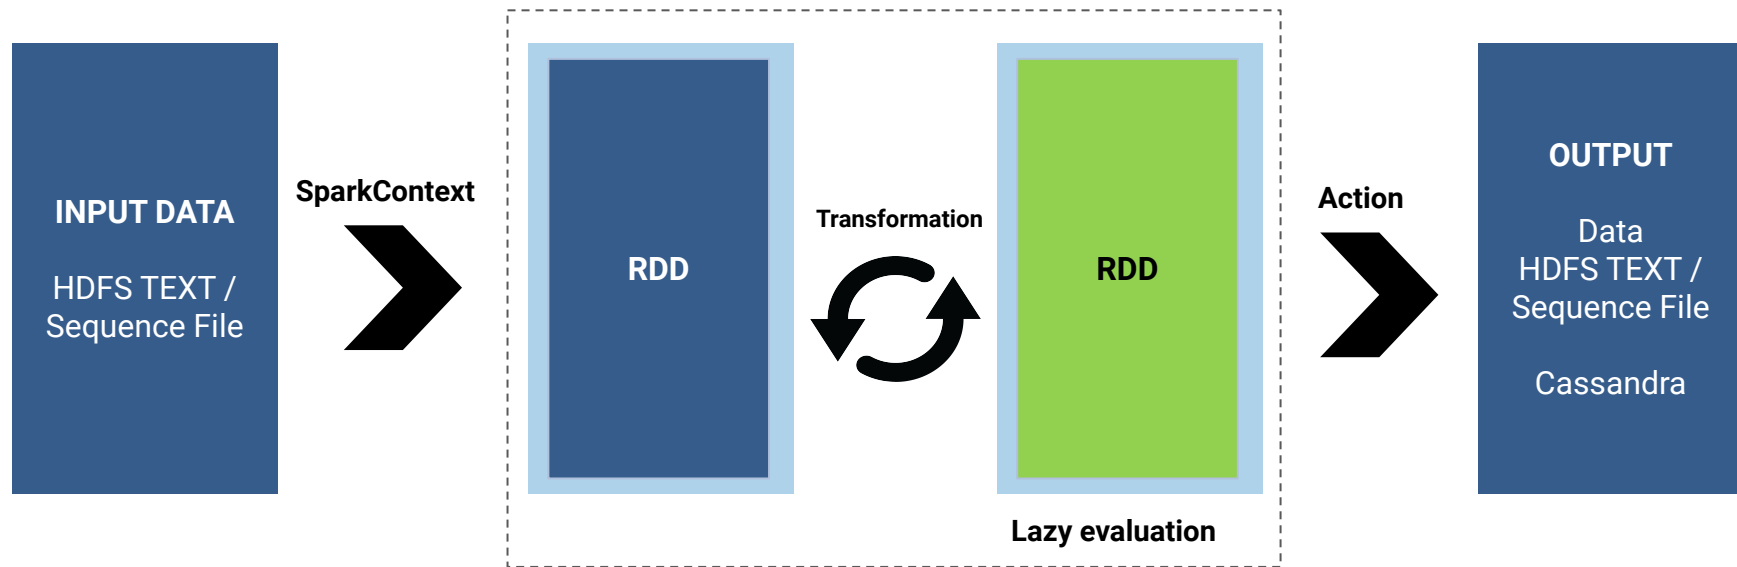 INPUT DATA
HDFS TEXT /
Sequence File
SparkContext
RDD
Transformation
RDD
Lazy evaluation
Action
OUTPUT
Data
HDFS TEXT /
Sequence File
Cassandra